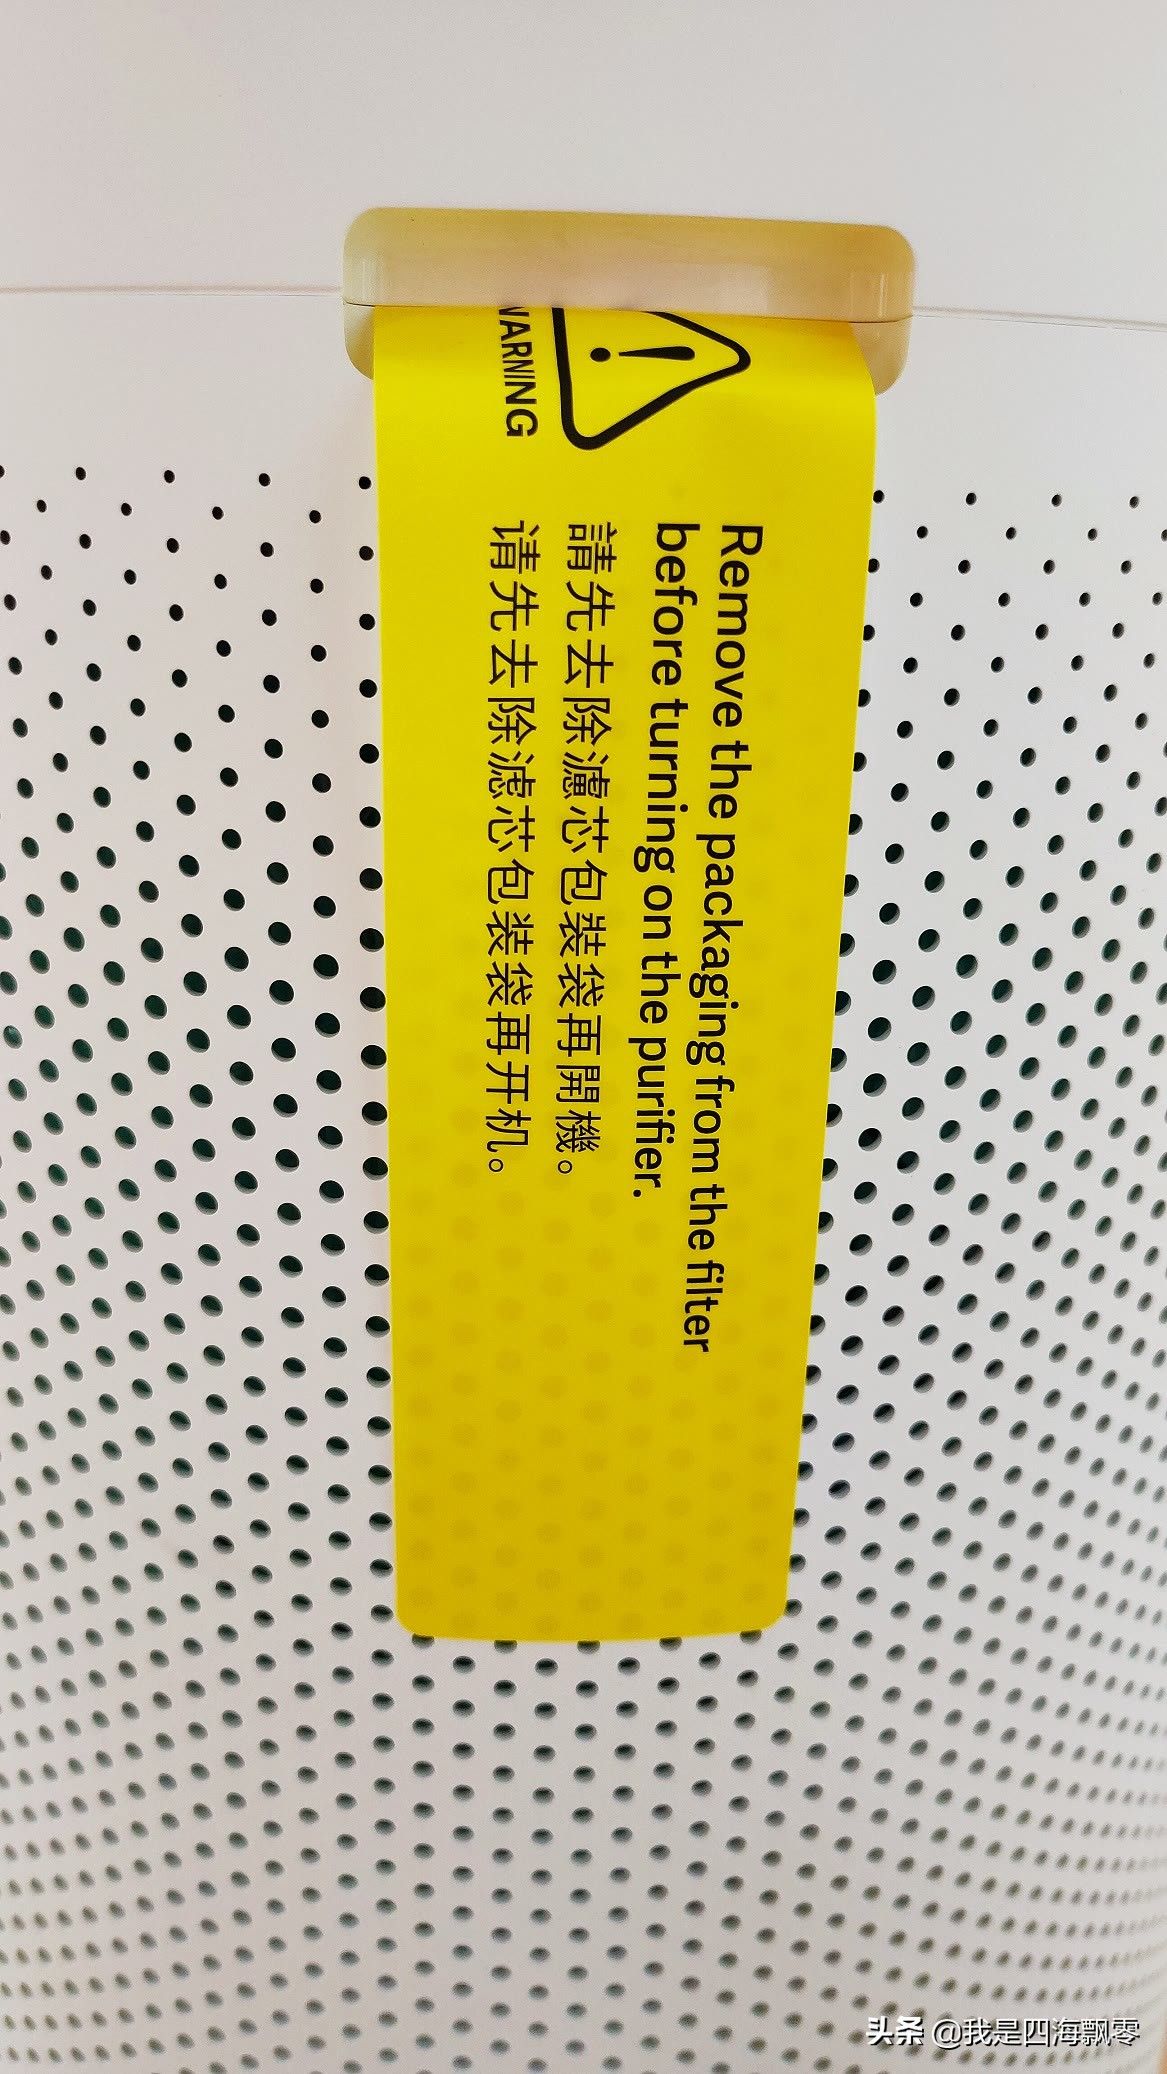 WARNING
Remove the packaging from the filter
before turning on the purifier.
請先去除濾芯包裝袋再開機。
请先去除滤芯包装袋再开机。
头条 @我是四海飘零